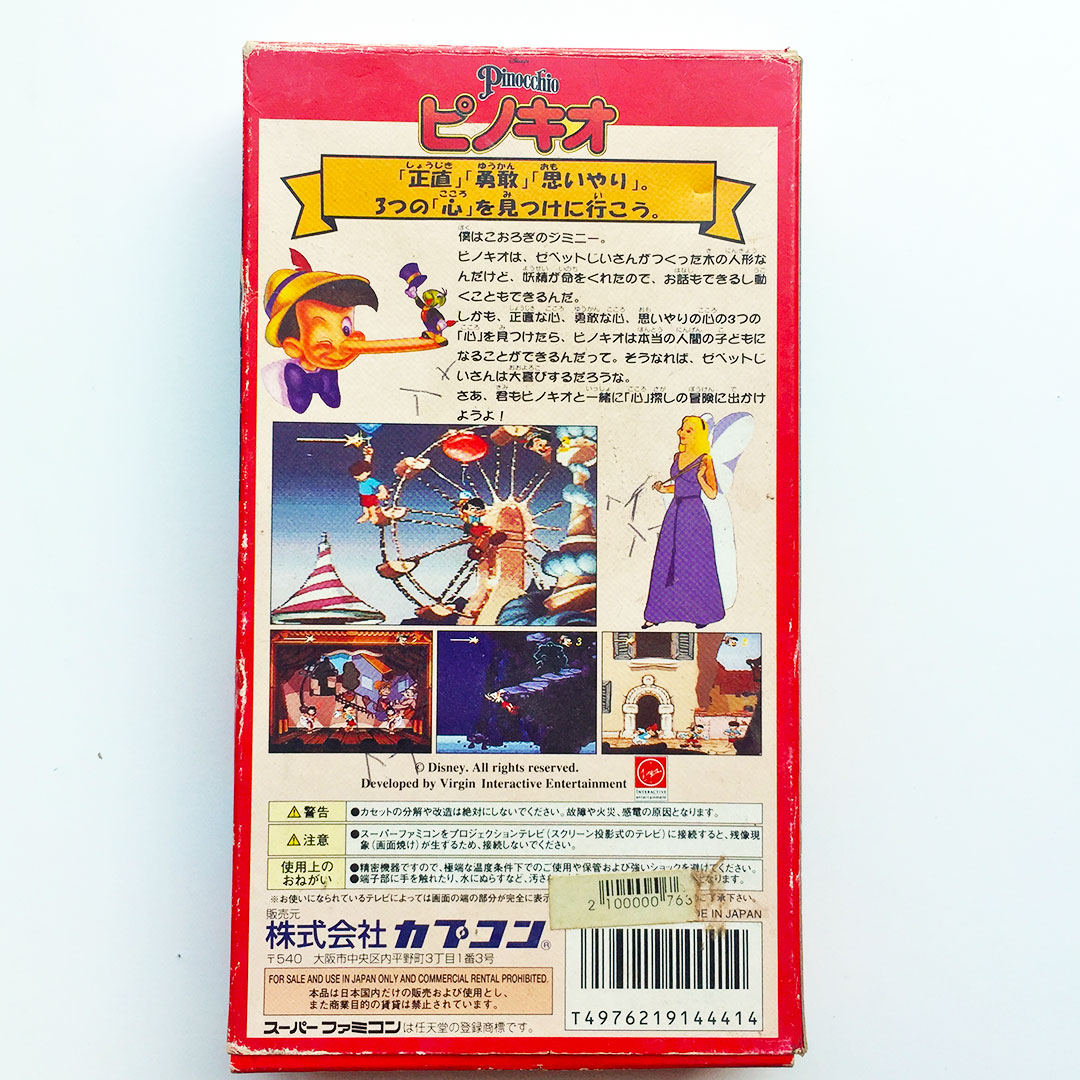 DISNEY'S
Pinocchio
ピノキオ
「正直」「勇敢」「思いやり」。
3つの「心」を見つけに行こう。
僕はこおろぎのジミニー。
ピノキオは、ゼペットじいさんがつくった木の人形な
んだけど、妖精が命をくれたので、お話もできるし動
くこともできるんだ。
しかも、正直な心、勇敢な心、思いやりの心の3つの
「心」を見つけたら、ピノキオは本当の人間の子どもに
なることができるんだって。そうなれば、ゼペットじ
いさんは大喜びするだろうな。
さあ、君もピノキオと一緒に「心」探しの冒険に出かけ
ようよ!
3
© Disney. All rights reserved.
Developed by Virgin Interactive Entertainment
Virgin
INTERACTIVE
entertainment
警告 ●カセットの分解や改造は絶対にしないでください。故障や火災、感電の原因となります。
注意 ●スーパーファミコンをプロジェクションテレビ(スクリーン投影式のテレビ)に接続すると、残像現
象(画面焼け)が生ずるため、接続しないでください。
使用上の
おねがい
●精密機器ですので、極端な温度条件下でのご使用や保管および強いショックを避けてください。
●端子部に手を触れたり、水にぬらすなど、汚さ となります。
※お使いになられているテレビによっては画面の端の部分が完全に表示 ご了承下さい。
2 100000 763
DE IN JAPAN
販売元
株式会社 カプコン®
〒540 大阪市中央区内平野町3丁目1番3号
FOR SALE AND USE IN JAPAN ONLY AND COMMERCIAL RENTAL PROHIBITED.
本品は日本国内だけの販売および使用とし、
また商業目的の賃貸は禁止されています。
スーパーファミコンは任天堂の登録商標です。
T4976219144414